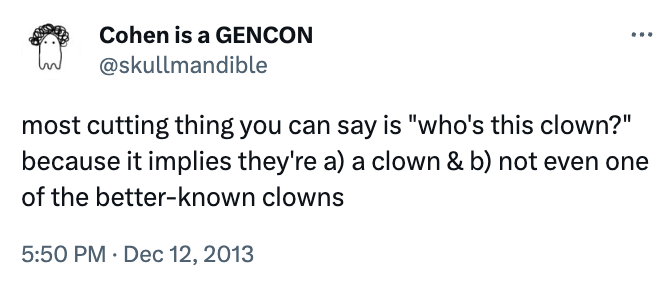 Cohen is a GENCON
@skullmandible
most cutting thing you can say is "who's this clown?"
because it implies they're a) a clown & b) not even one
of the better-known clowns
5:50 PM · Dec 12, 2013